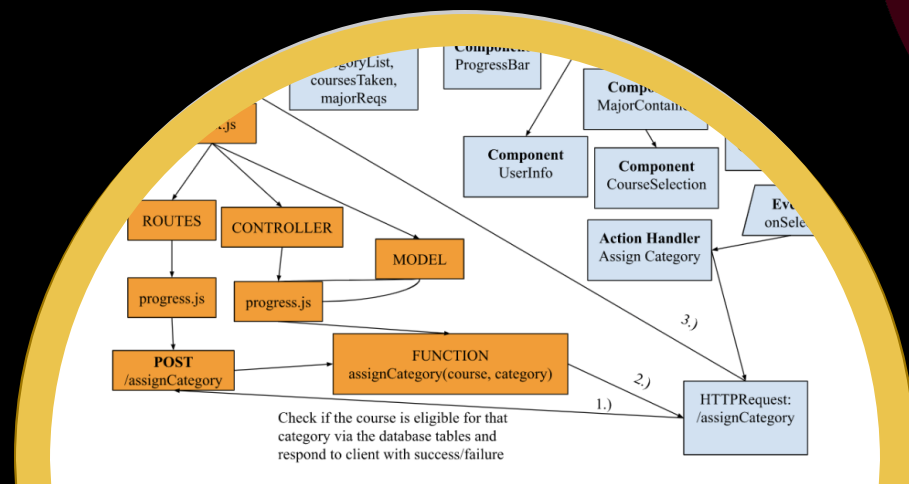 coursesTaken,
majorReqs
Component
ProgressBar
MajorContainer
Component
UserInfo
Component
CourseSelection
ROUTES
CONTROLLER
MODEL
Action Handler
Assign Category
progress.js
progress.js
3.)
POST
/assignCategory
FUNCTION
assignCategory(course, category)
2.)
1.)
HTTPRequest:
/assignCategory
Check if the course is eligible for that
category via the database tables and
respond to client with success/failure